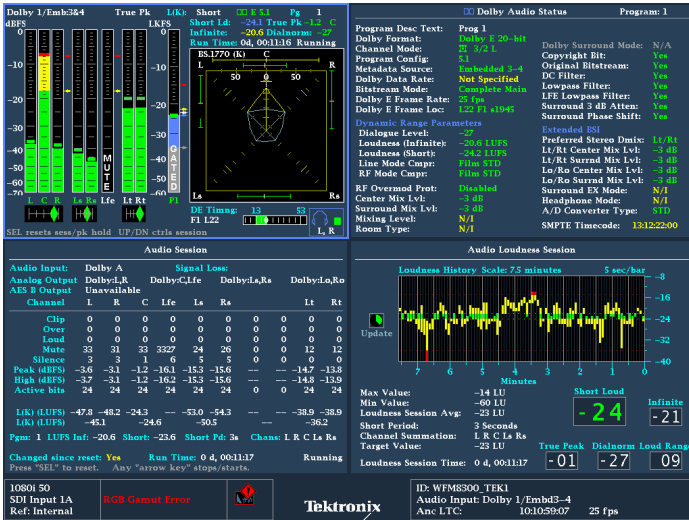 Dolby 1/Emb:3&4 True Pk L(K): Short E 5.1 Pg 1
dBFS LKFS Short Ld -24.1 True Pk -1.2 C
Infinite: -20.6 Dialnorm: -27
Run Time: 0d, 00:11:16 Running
BS.1770 (K) C
L R
50 0 50
0
-10
-20
-30
-40
-50
-60
-70
GATED
MUTE
L C R Ls Rs Lfe Lt Rt P1
Ls Rs
DE Timng: 13 53
F1 L22
L, R
SEL resets sess/pk hold UP/DN ctrls session
Dolby Audio Status Program: 1
Program Desc Text: Prog 1
Dolby Format: Dolby E 20-bit
Channel Mode: 3/2 L
Program Config: 5.1
Metadata Source: Embedded 3-4
Dolby Data Rate: Not Specified
Bitstream Mode: Complete Main
Dolby E Frame Rate: 25 fps
Dolby E Frame Loc: L22 F1 s1945
Dynamic Range Parameters
Dialogue Level: -27
Loudness (Infinite): -20.6 LUFS
Loudness (Short): -24.2 LUFS
Line Mode Cmpr: Film STD
RF Mode Cmpr: Film STD
RF Overmod Prot: Disabled
Center Mix Lvl: -3 dB
Surround Mix Lvl: -3 dB
Mixing Level: N/I
Room Type: N/I
Dolby Surround Mode: N/A
Copyright Bit: Yes
Original Bitstream: Yes
DC Filter: Yes
Lowpass Filter: Yes
LFE Lowpass Filter: Yes
Surround 3 dB Atten: Yes
Surround Phase Shift: Yes
Extended BSI
Preferred Stereo Dmix: Lt/Rt
Lt/Rt Center Mix Lvl: -3 dB
Lt/Rt Surrnd Mix Lvl: -3 dB
Lo/Ro Center Mix Lvl: -3 dB
Lo/Ro Surrnd Mix Lvl: -3 dB
Surround EX Mode: N/I
Headphone Mode: N/I
A/D Converter Type: STD
SMPTE Timecode: 13:12:22:00
Audio Session
Audio Input: Dolby A Signal Loss:
Analog Output Dolby:L,R Dolby:C,Lfe Dolby:Ls,Rs Dolby:Lo,Ro
AES B Output Unavailable
Channel L R C Lfe Ls Rs Lt Rt
Clip 0 0 0 0 0 0 0 0 0 0
Over 0 0 0 0 0 0 0 0 0 0
Loud 0 0 0 0 0 0 0 0 0 0
Mute 33 31 33 3327 24 26 0 0 12 12
Silence 3 3 1 6 5 5 0 0 0 0
Peak (dBFS) -3.6 -3.1 -1.2 -16.1 -15.3 -15.6 -- -- -14.7 -13.8
High (dBFS) -3.7 -3.1 -1.2 -16.2 -15.3 -15.6 -- -- -14.8 -13.9
Active bits 24 24 24 24 24 24 0 0 24 24
L(K) (LUFS) -47.8 -48.2 -24.3 -- -53.0 -54.3 -- -- -38.9 -38.9
L(K) (LUFS) -45.1 -24.6 -50.5 -- -36.2
Pgm: 1 LUFS Inf: -20.6 Short: -23.6 Short Pd: 3s Chans: L R C Ls Rs
Changed since reset: Yes Run Time: 0 d, 00:11:17 Running
Press "SEL" to reset. Any "arrow key" stops/starts.
Audio Loudness Session
Loudness History Scale: 7.5 minutes 5 sec/bar
-8
-16
-24
-32
-40
Update
7 6 5 4 3 2 1 0
Minutes
Max Value: -14 LU
Min Value: -60 LU
Loudness Session Avg: -23 LU
Short Period: 3 Seconds
Channel Summation: L R C Ls Rs
Target Value: -23 LU
Loudness Session Time: 0 d, 00:11:17
Short Loud
-24
Infinite
-21
True Peak Dialnorm Loud Range
-01 -27 09
1080i 50
SDI Input 1A
Ref: Internal
RGB Gamut Error
Tektronix
ID: WFM8300_TEK1
Audio Input: Dolby 1/Embd3-4
Anc LTC: 10:10:59:07 25 fps